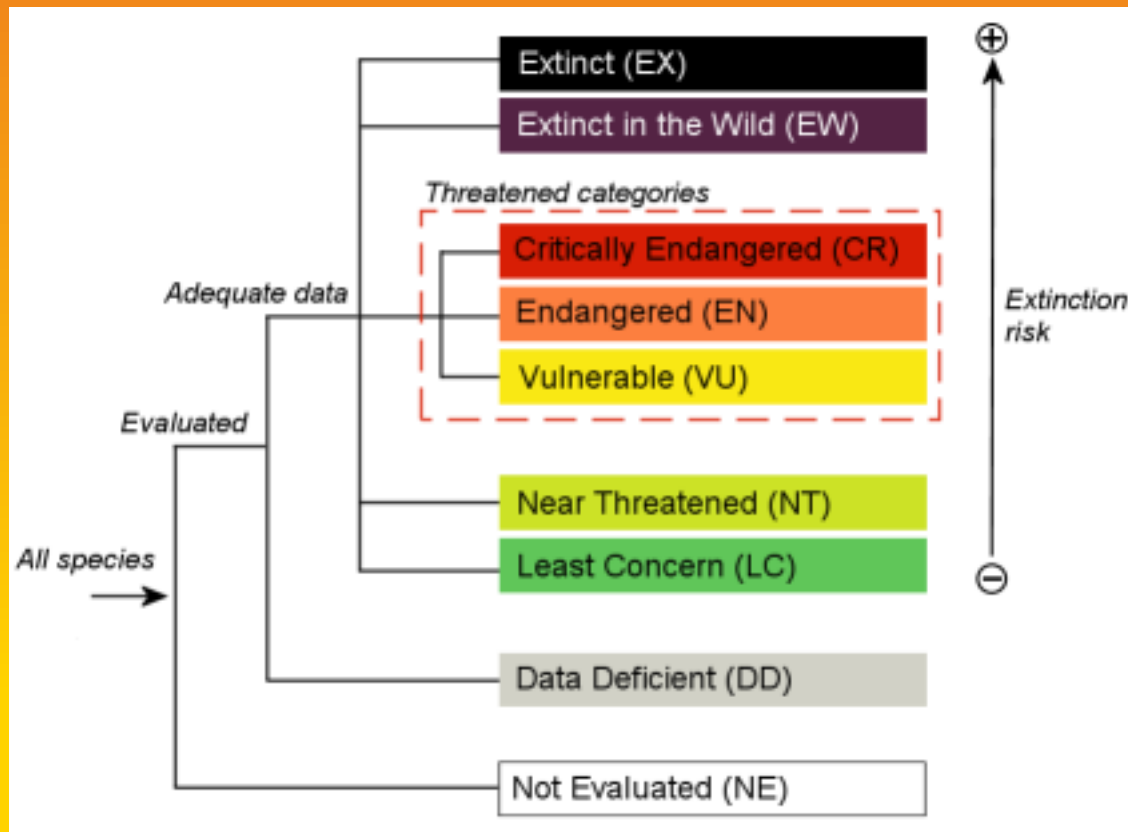 Extinct (EX)
Extinct in the Wild (EW)
Threatened categories
Critically Endangered (CR)
Adequate data
Endangered (EN)
Extinction
risk
Vulnerable (VU)
Evaluated
Near Threatened (NT)
All species
Least Concern (LC)
Data Deficient (DD)
Not Evaluated (NE)